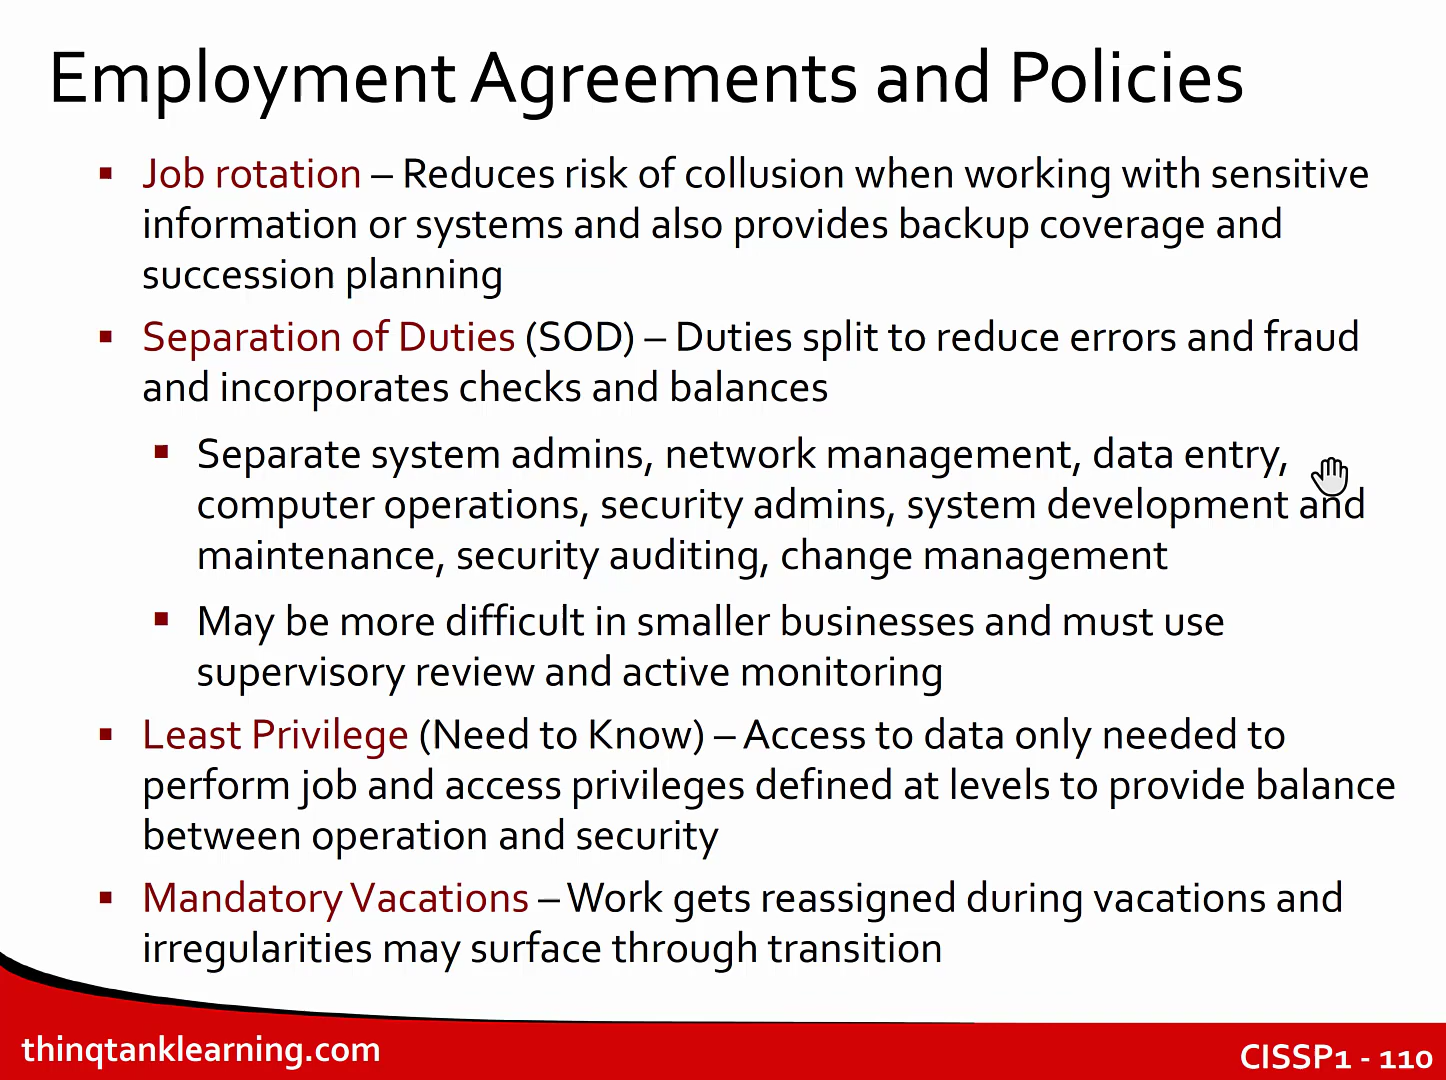 Employment Agreements and Policies
▪ Job rotation – Reduces risk of collusion when working with sensitive
information or systems and also provides backup coverage and
succession planning
▪ Separation of Duties (SOD) – Duties split to reduce errors and fraud
and incorporates checks and balances
▪ Separate system admins, network management, data entry,
computer operations, security admins, system development and
maintenance, security auditing, change management
▪ May be more difficult in smaller businesses and must use
supervisory review and active monitoring
▪ Least Privilege (Need to Know) – Access to data only needed to
perform job and access privileges defined at levels to provide balance
between operation and security
▪ Mandatory Vacations – Work gets reassigned during vacations and
irregularities may surface through transition
thinqtanklearning.com
CISSP1 - 110